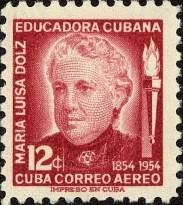 EDUCADORA CUBANA
MARIA LUISA DOLZ
12¢
1854 1954
CUBA CORREO AEREO
IMPRESO EN CUBA